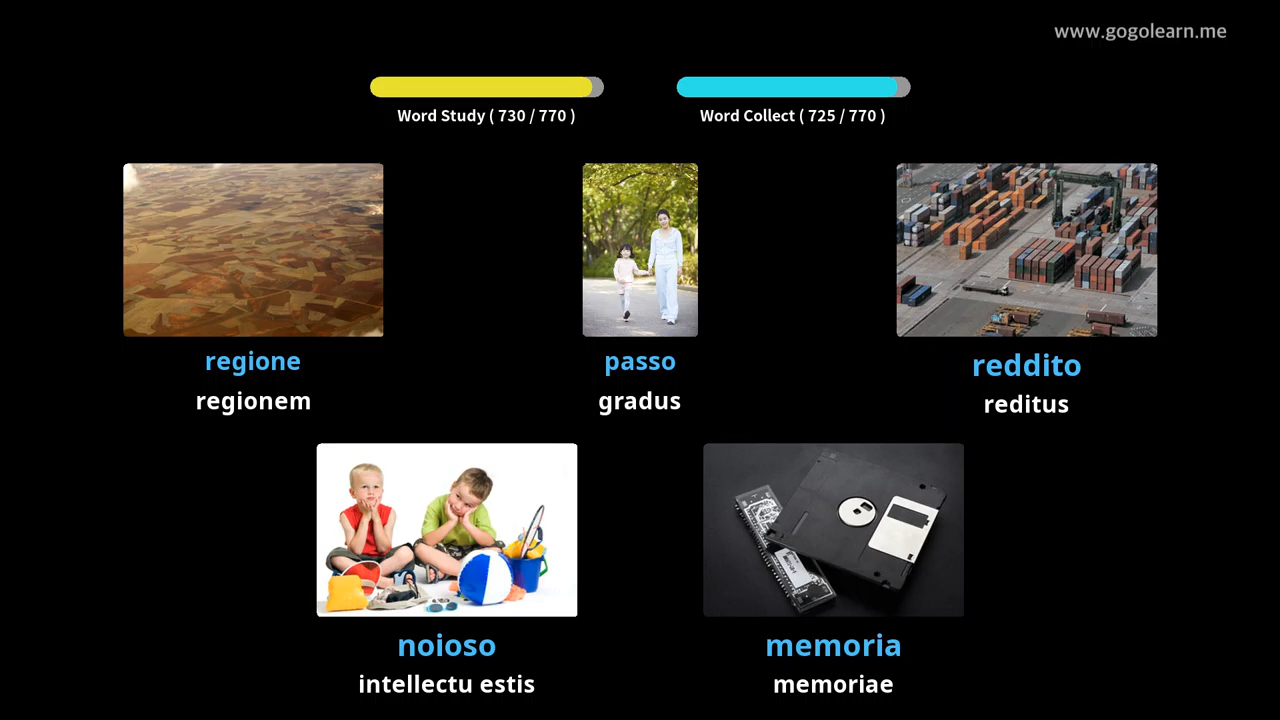 www.gogolearn.me
Word Study ( 730 / 770 )
Word Collect ( 725 / 770 )
regione
regionem
passo
gradus
reddito
reditus
noioso
intellectu estis
memoria
memoriae